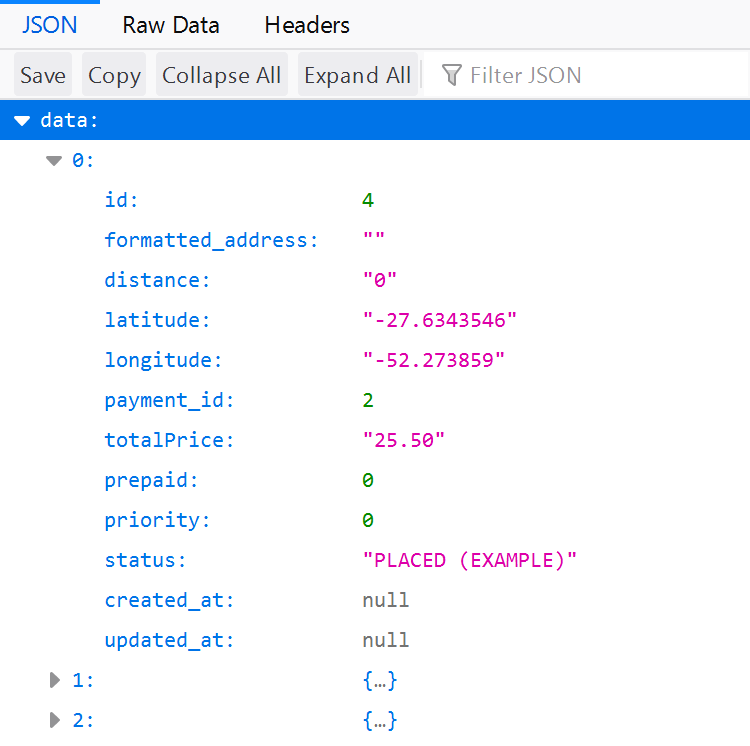 JSON Raw Data Headers
Save Copy Collapse All Expand All Filter JSON
data:
0:
id: 4
formatted_address: ""
distance: "0"
latitude: "-27.6343546"
longitude: "-52.273859"
payment_id: 2
totalPrice: "25.50"
prepaid: 0
priority: 0
status: "PLACED (EXAMPLE)"
created_at: null
updated_at: null
1: {…}
2: {…}